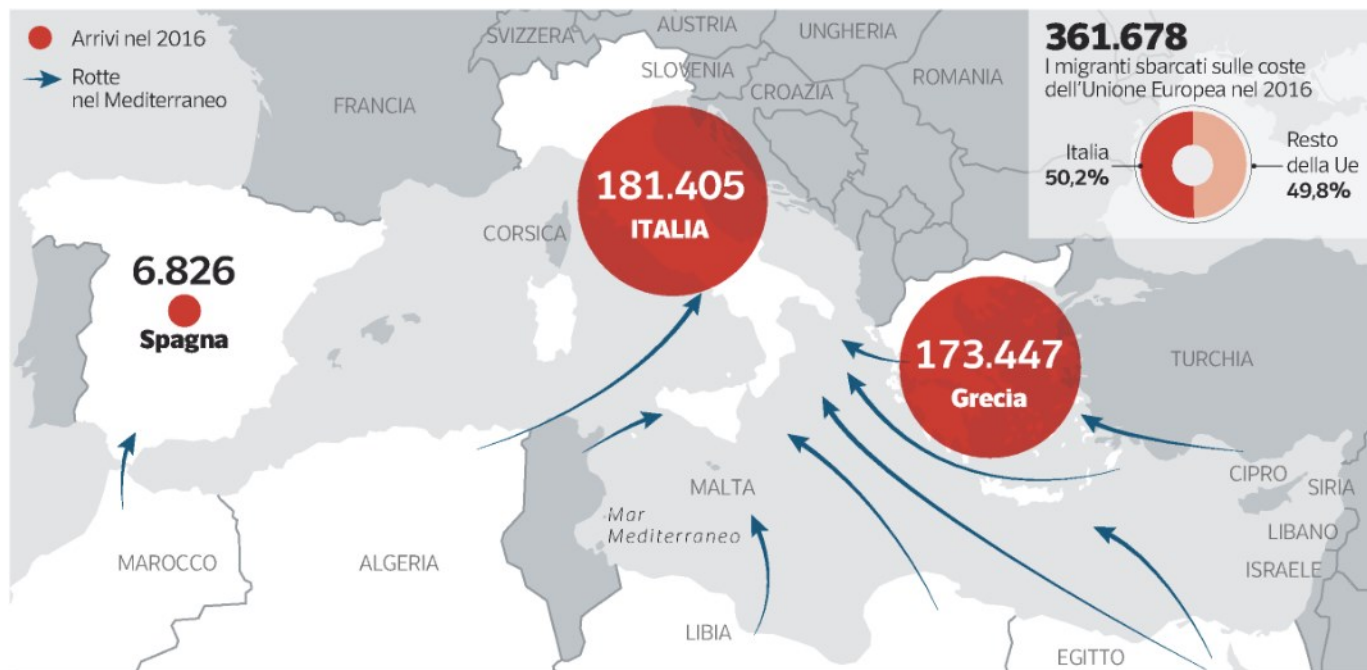 Arrivi nel 2016
Rotte
nel Mediterraneo
361.678
I migranti sbarcati sulle coste
dell'Unione Europea nel 2016
Italia
50,2%
Resto
della Ue
49,8%
SVIZZERA
AUSTRIA
UNGHERIA
SLOVENIA
CROAZIA
ROMANIA
FRANCIA
181.405
ITALIA
CORSICA
6.826
Spagna
173.447
Grecia
TURCHIA
MALTA
Mar
Mediterraneo
CIPRO
SIRIA
LIBANO
ISRAELE
MAROCCO
ALGERIA
LIBIA
EGITTO